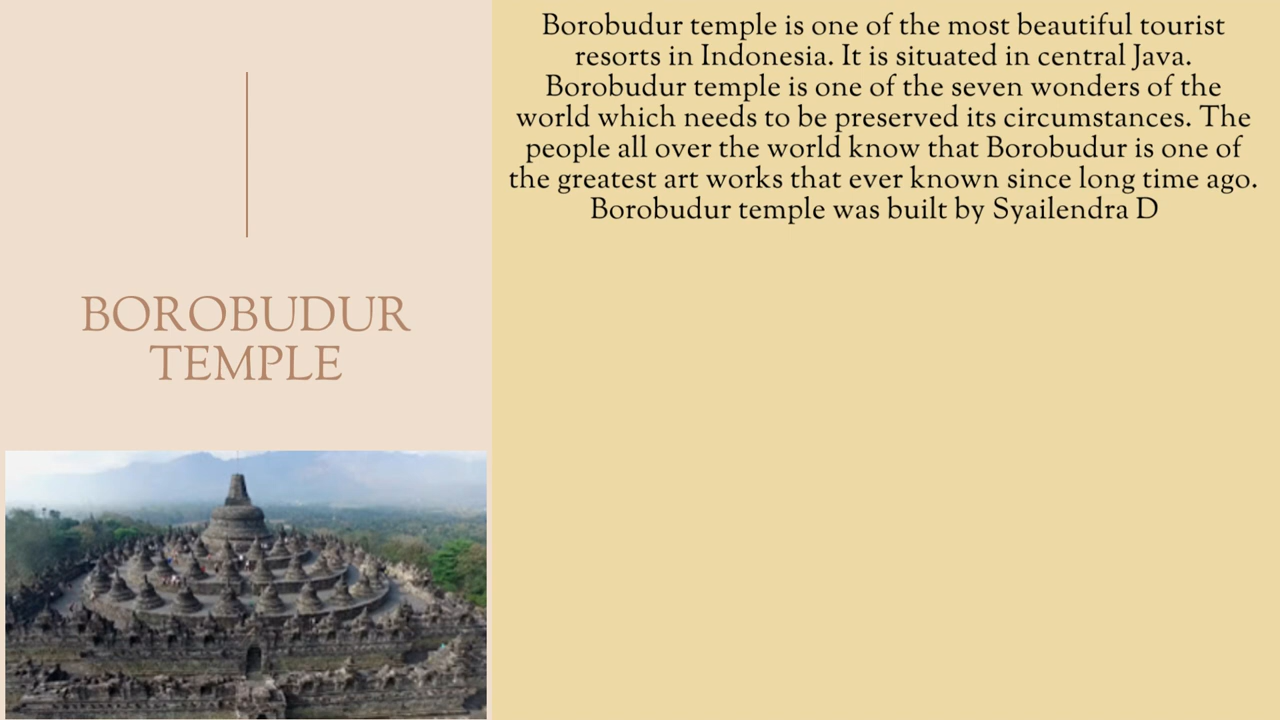 BOROBUDUR
TEMPLE
Borobudur temple is one of the most beautiful tourist
resorts in Indonesia. It is situated in central Java.
Borobudur temple is one of the seven wonders of the
world which needs to be preserved its circumstances. The
people all over the world know that Borobudur is one of
the greatest art works that ever known since long time ago.
Borobudur temple was built by Syailendra D